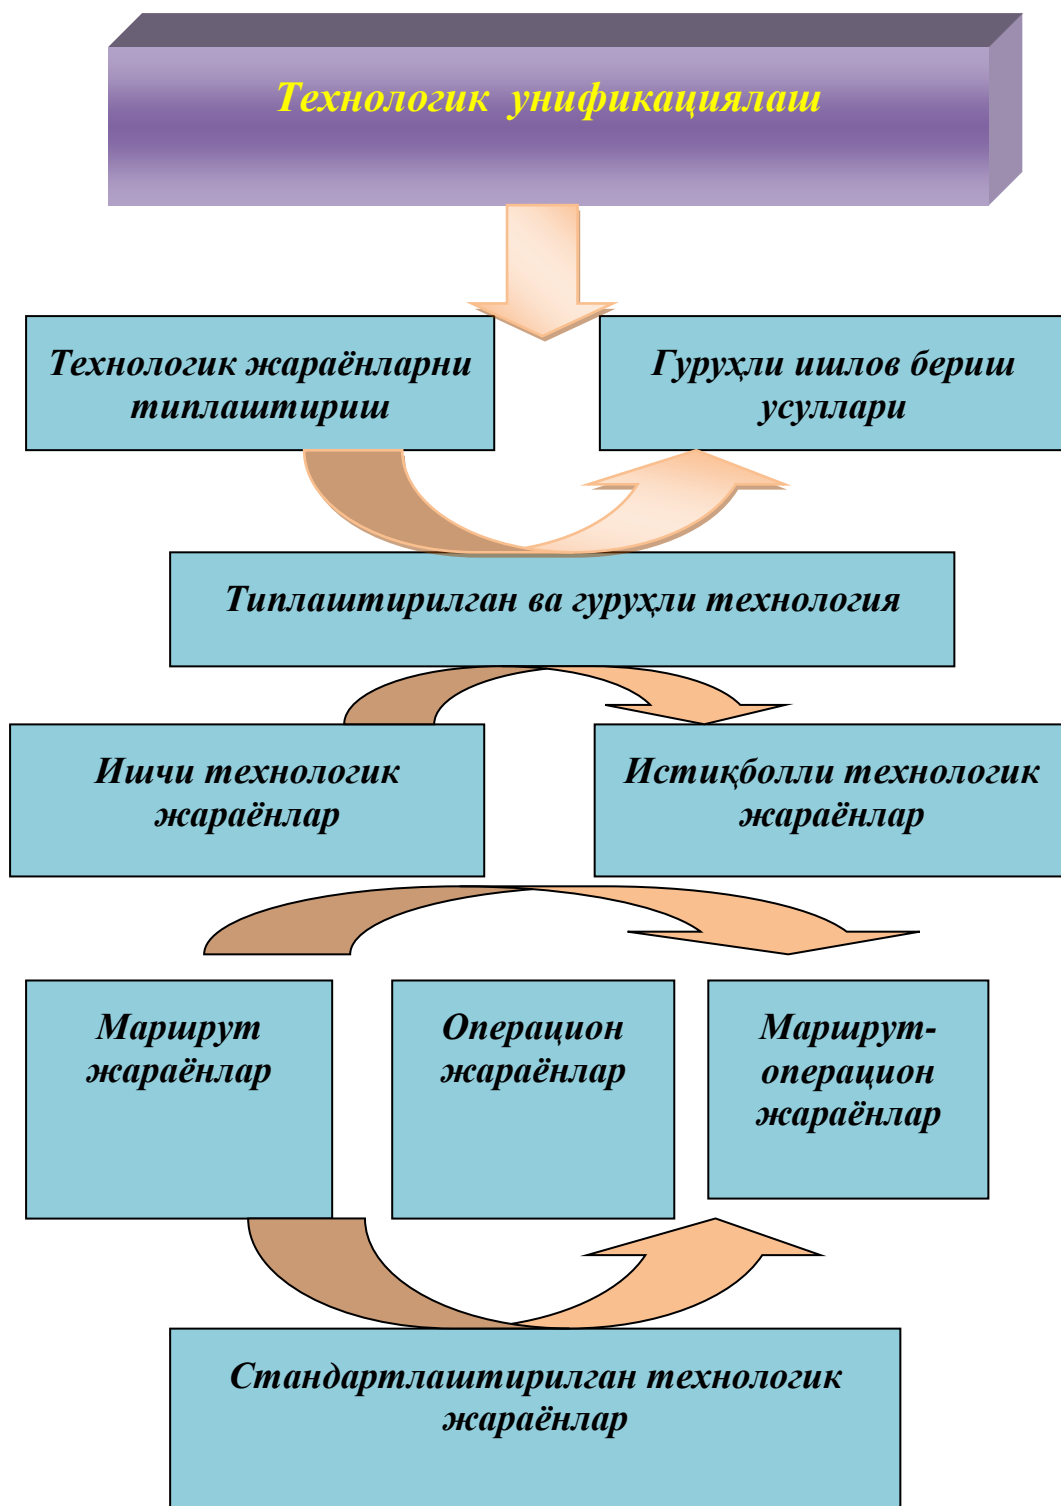 Технологик унификациялаш
Технологик жараёнларни
типлаштириш
Гуруҳли ишлов бериш
усуллари
Типлаштирилган ва гуруҳли технология
Ишчи технологик
жараёнлар
Истиқболли технологик
жараёнлар
Маршрут
жараёнлар
Операцион
жараёнлар
Маршрут-
операцион
жараёнлар
Стандартлаштирилган технологик
жараёнлар